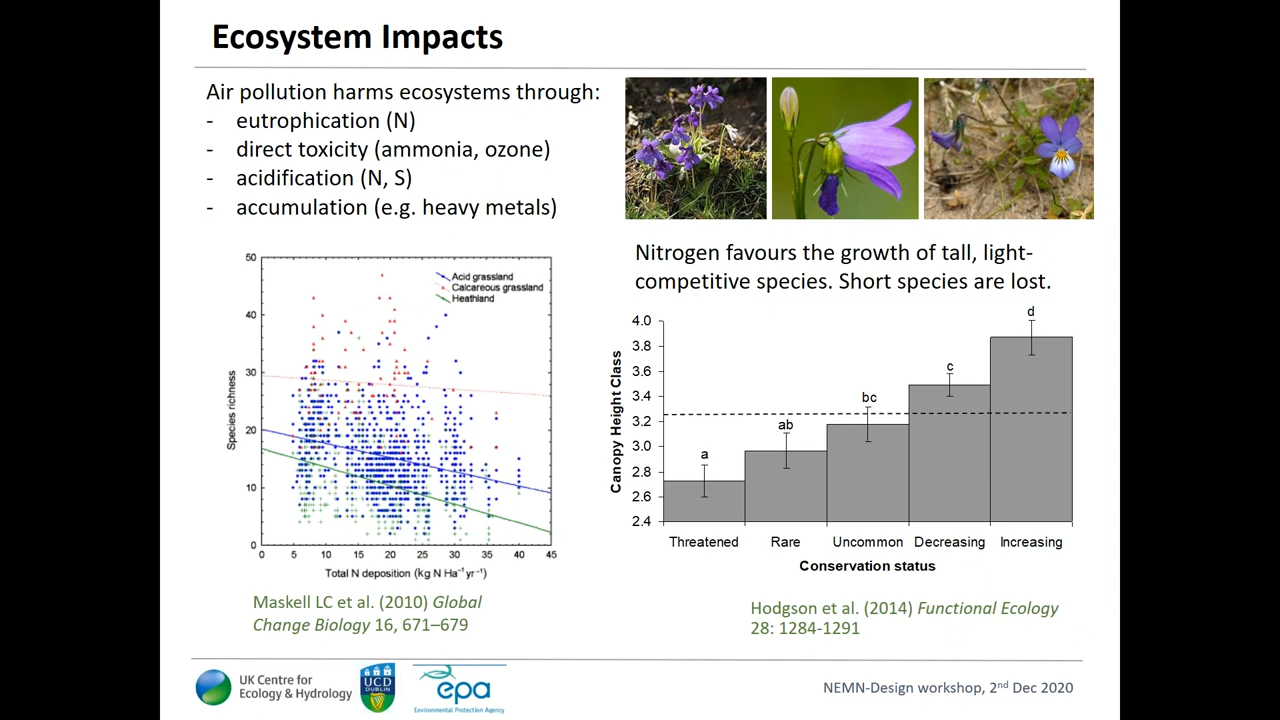 Ecosystem Impacts
Air pollution harms ecosystems through:
- eutrophication (N)
- direct toxicity (ammonia, ozone)
- acidification (N, S)
- accumulation (e.g. heavy metals)
Nitrogen favours the growth of tall, light-
competitive species. Short species are lost.
50
40
30
20
10
0
Species richness
Acid grassland
Calcareous grassland
Heathland
0 5 10 15 20 25 30 35 40 45
Total N deposition (kg N Ha⁻¹ yr⁻¹)
Maskell LC et al. (2010) Global
Change Biology 16, 671–679
4.0
3.8
3.6
3.4
3.2
3.0
2.8
2.6
2.4
Canopy Height Class
a
ab
bc
c
d
Threatened Rare Uncommon Decreasing Increasing
Conservation status
Hodgson et al. (2014) Functional Ecology
28: 1284-1291
UK Centre for
Ecology & Hydrology
UCD
DUBLIN
epa
Environmental Protection Agency
NEMN-Design workshop, 2nd Dec 2020